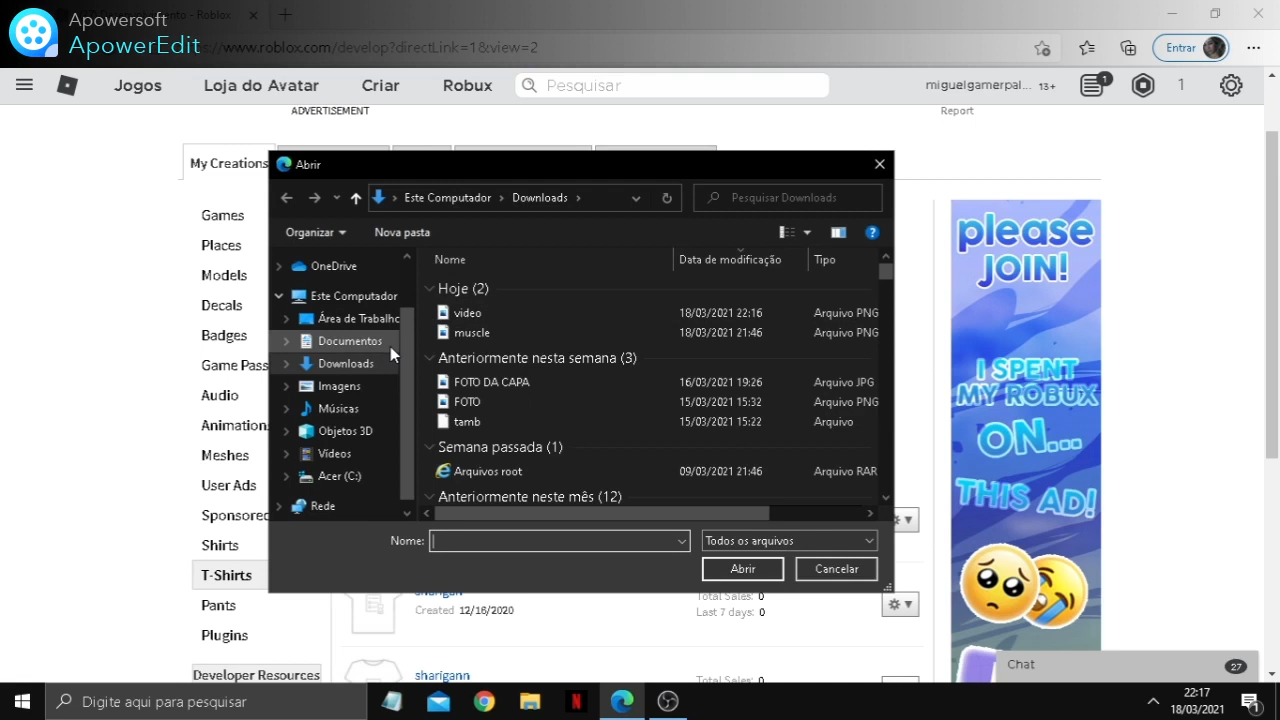 Apowersoft
ApowerEdit
Roblox
www.roblox.com/develop?directLink=1&view=2
Entrar
Jogos Loja do Avatar Criar Robux Pesquisar miguelgamerpal... 13+ 1 1
ADVERTISEMENT Report
My Creations
Games
Places
Models
Decals
Badges
Game Pass
Audio
Animation
Meshes
User Ads
Sponsored
Shirts
T-Shirts
Pants
Plugins
Developer Resources
Abrir
Este Computador Downloads Pesquisar Downloads
Organizar Nova pasta
OneDrive
Este Computador
Área de Trabalho
Documentos
Downloads
Imagens
Músicas
Objetos 3D
Vídeos
Acer (C:)
Rede
Nome Data de modificação Tipo
Hoje (2)
video 18/03/2021 22:16 Arquivo PNG
muscle 18/03/2021 21:46 Arquivo PNG
Anteriormente nesta semana (3)
FOTO DA CAPA 16/03/2021 19:26 Arquivo JPG
FOTO 15/03/2021 15:32 Arquivo PNG
tamb 15/03/2021 15:22 Arquivo
Semana passada (1)
Arquivos root 09/03/2021 21:46 Arquivo RAR
Anteriormente neste mês (12)
Nome: Todos os arquivos
Abrir Cancelar
Total Sales: 0
Created 12/16/2020 Last 7 days: 0
sharigann Total Sales: 0
please
JOIN!
I SPENT
MY ROBUX
ON...
THIS AD!
Chat 27
Digite aqui para pesquisar
22:17
18/03/2021
1